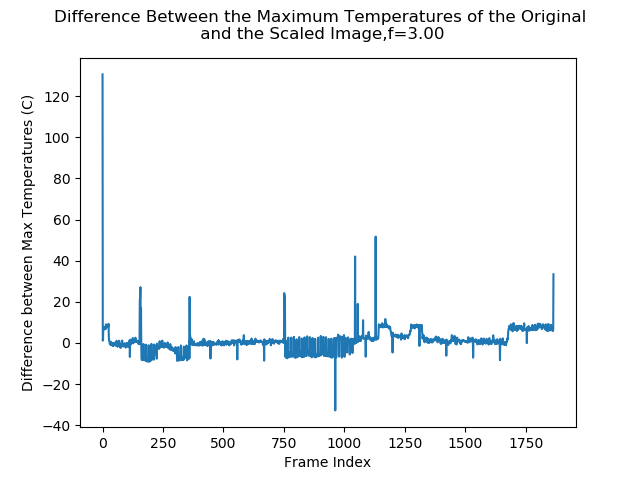 Difference Between the Maximum Temperatures of the Original
and the Scaled Image,f=3.00
Difference between Max Temperatures (C)
120
100
80
60
40
20
0
−20
−40
0 250 500 750 1000 1250 1500 1750
Frame Index